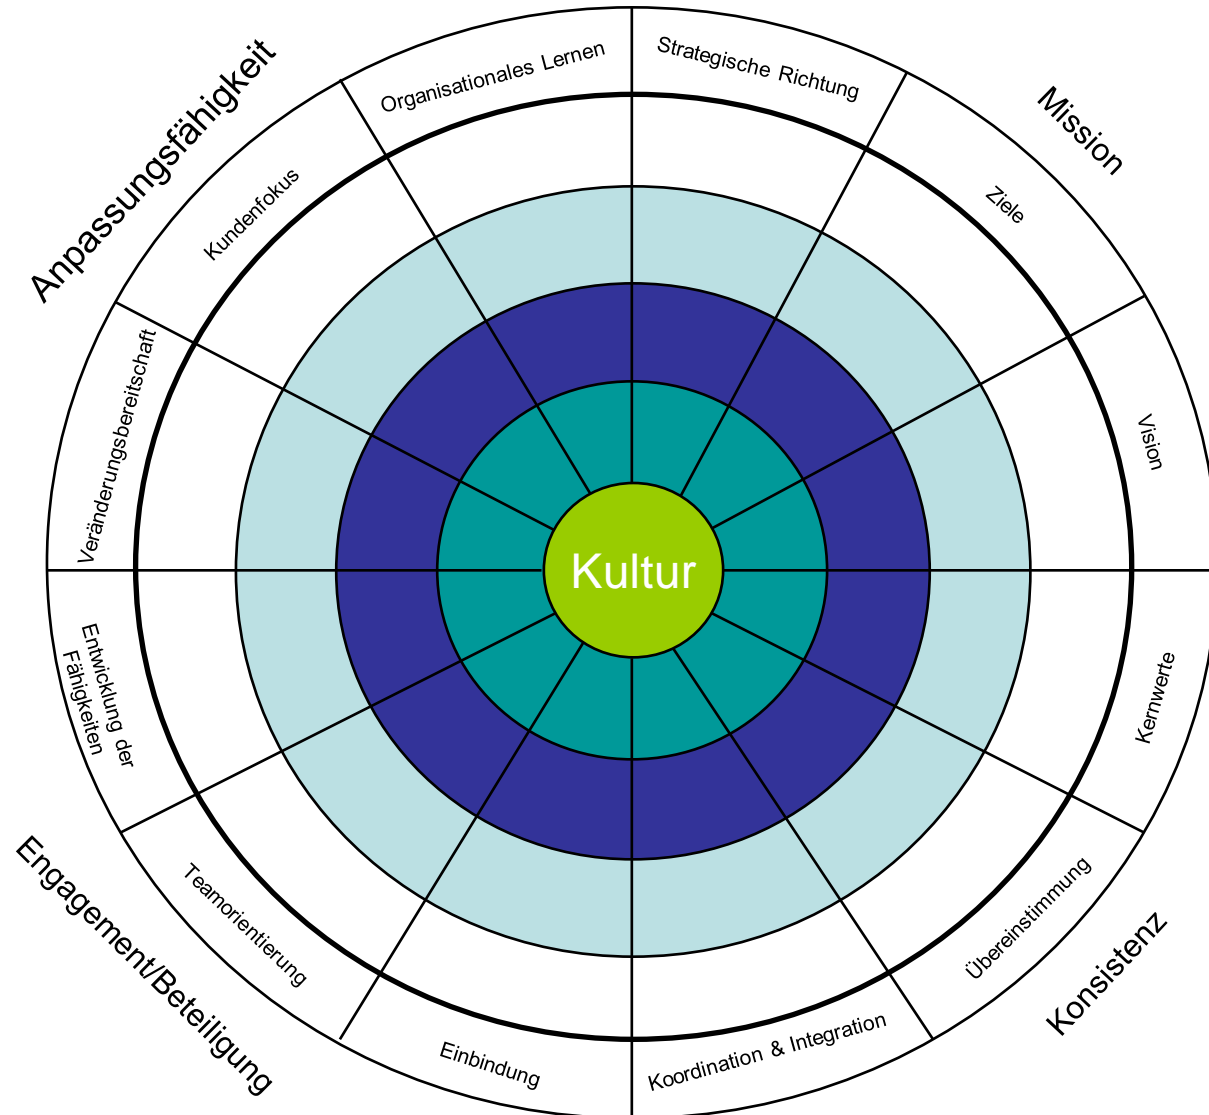 Anpassungsfähigkeit
Organisationales Lernen
Strategische Richtung
Mission
Kundenfokus
Ziele
Veränderungsbereitschaft
Vision
Kultur
Entwicklung der
Fähigkeiten
Kernwerte
Teamorientierung
Übereinstimmung
Engagement/Beteiligung
Einbindung
Koordination & Integration
Konsistenz